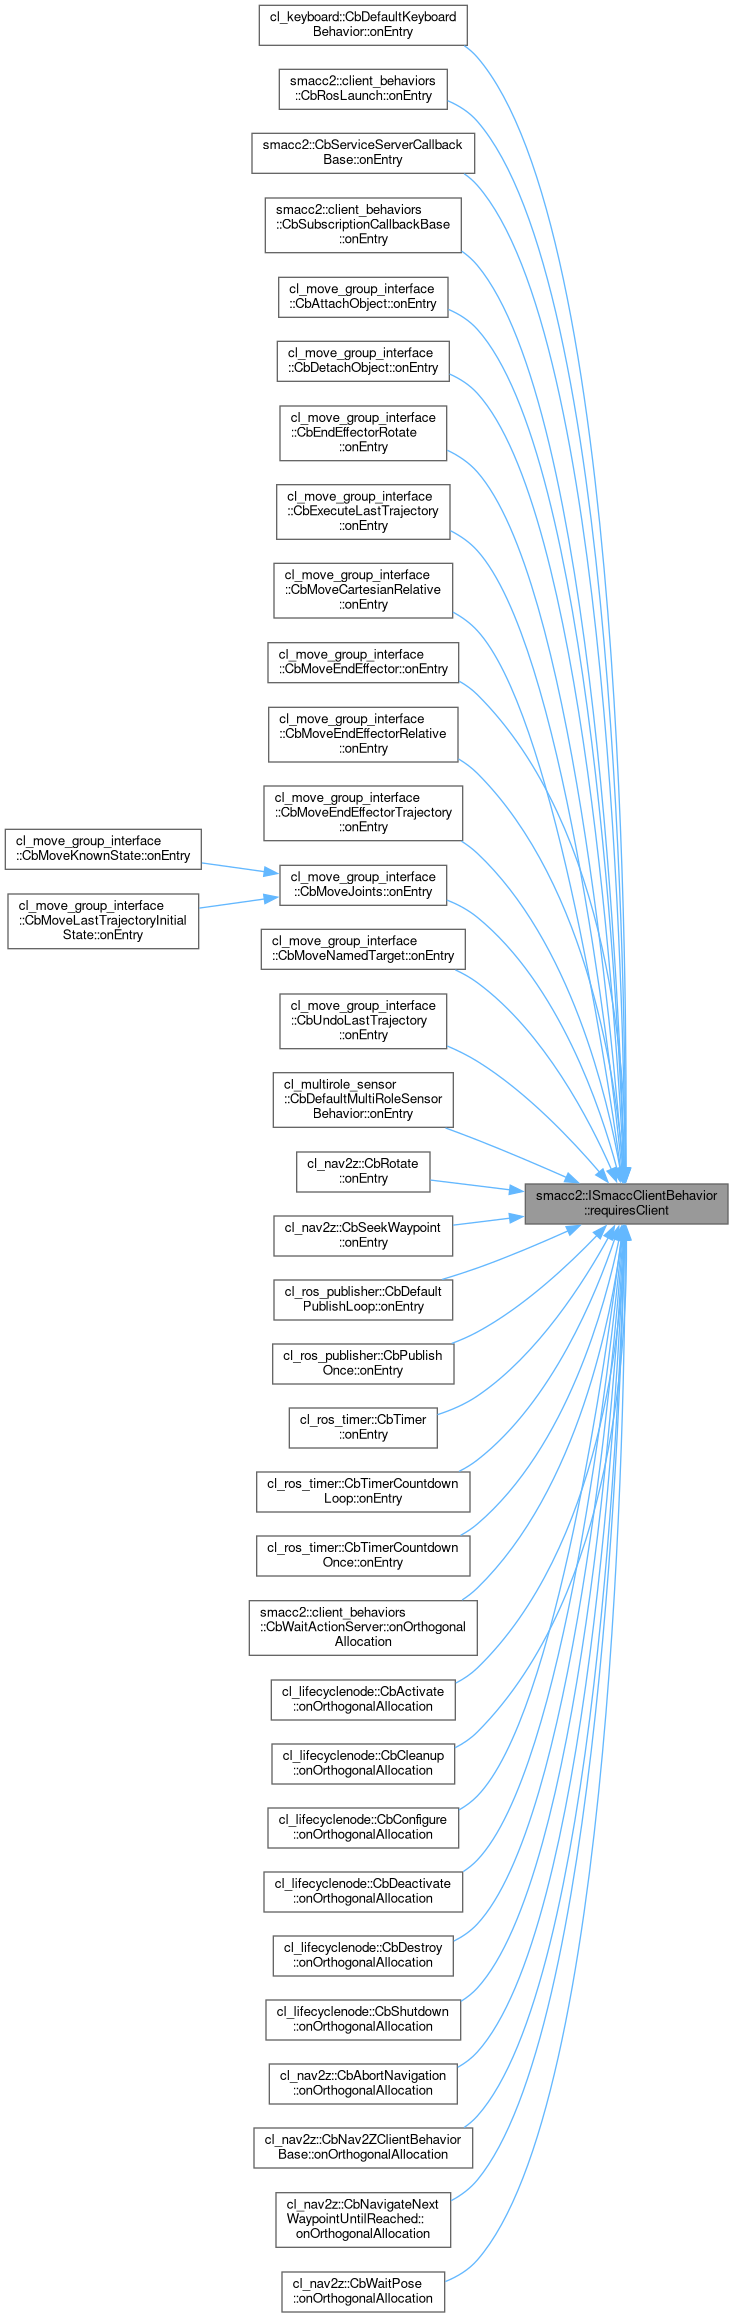 cl_keyboard::CbDefaultKeyboard
Behavior::onEntry
smacc2::client_behaviors
::CbRosLaunch::onEntry
smacc2::CbServiceServerCallback
Base::onEntry
smacc2::client_behaviors
::CbSubscriptionCallbackBase
::onEntry
cl_move_group_interface
::CbAttachObject::onEntry
cl_move_group_interface
::CbDetachObject::onEntry
cl_move_group_interface
::CbEndEffectorRotate
::onEntry
cl_move_group_interface
::CbExecuteLastTrajectory
::onEntry
cl_move_group_interface
::CbMoveCartesianRelative
::onEntry
cl_move_group_interface
::CbMoveEndEffector::onEntry
cl_move_group_interface
::CbMoveEndEffectorRelative
::onEntry
cl_move_group_interface
::CbMoveEndEffectorTrajectory
::onEntry
cl_move_group_interface
::CbMoveKnownState::onEntry
cl_move_group_interface
::CbMoveJoints::onEntry
cl_move_group_interface
::CbMoveLastTrajectoryInitial
State::onEntry
cl_move_group_interface
::CbMoveNamedTarget::onEntry
cl_move_group_interface
::CbUndoLastTrajectory
::onEntry
cl_multirole_sensor
::CbDefaultMultiRoleSensor
Behavior::onEntry
cl_nav2z::CbRotate
::onEntry
smacc2::ISmaccClientBehavior
::requiresClient
cl_nav2z::CbSeekWaypoint
::onEntry
cl_ros_publisher::CbDefault
PublishLoop::onEntry
cl_ros_publisher::CbPublish
Once::onEntry
cl_ros_timer::CbTimer
::onEntry
cl_ros_timer::CbTimerCountdown
Loop::onEntry
cl_ros_timer::CbTimerCountdown
Once::onEntry
smacc2::client_behaviors
::CbWaitActionServer::onOrthogonal
Allocation
cl_lifecyclenode::CbActivate
::onOrthogonalAllocation
cl_lifecyclenode::CbCleanup
::onOrthogonalAllocation
cl_lifecyclenode::CbConfigure
::onOrthogonalAllocation
cl_lifecyclenode::CbDeactivate
::onOrthogonalAllocation
cl_lifecyclenode::CbDestroy
::onOrthogonalAllocation
cl_lifecyclenode::CbShutdown
::onOrthogonalAllocation
cl_nav2z::CbAbortNavigation
::onOrthogonalAllocation
cl_nav2z::CbNav2ZClientBehavior
Base::onOrthogonalAllocation
cl_nav2z::CbNavigateNext
WaypointUntilReached::
onOrthogonalAllocation
cl_nav2z::CbWaitPose
::onOrthogonalAllocation